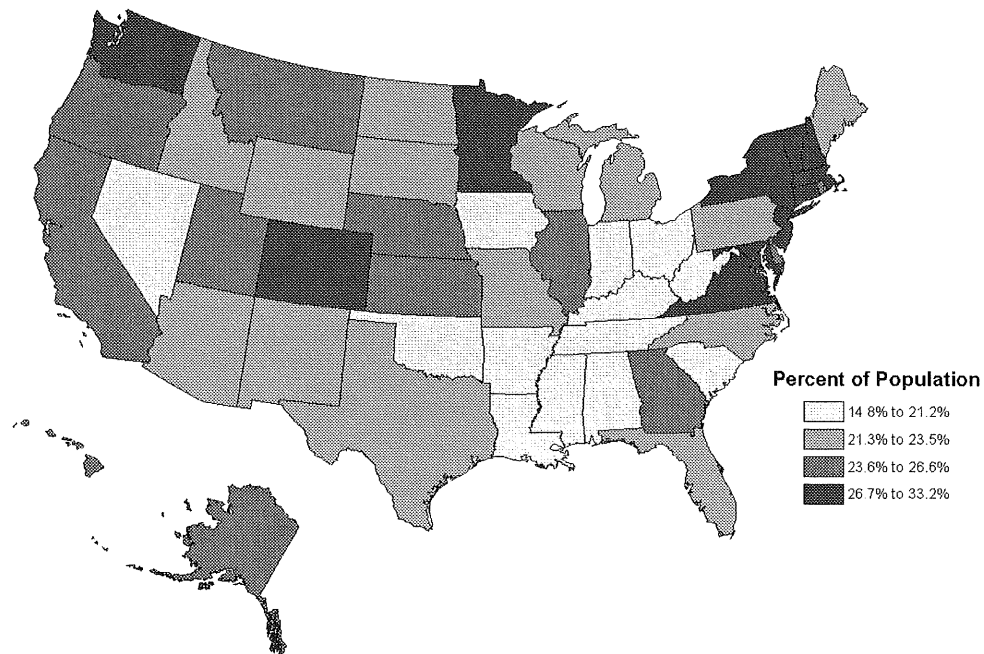 Percent of Population
14.8% to 21.2%
21.3% to 23.5%
23.6% to 26.6%
26.7% to 33.2%